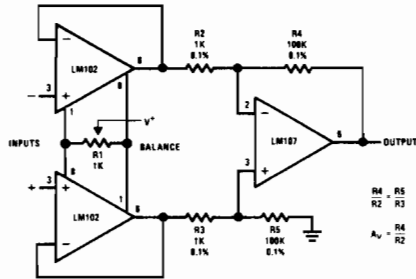 R2
1K
0.1%
R4
100K
0.1%
6
LM102
8
3
1
2
LM107
6
OUTPUT
3
V+
INPUTS
R1
1K
BALANCE
8
3
LM102
1
6
R3
1K
0.1%
R5
100K
0.1%
R4/R2 = R5/R3
AV = R4/R2